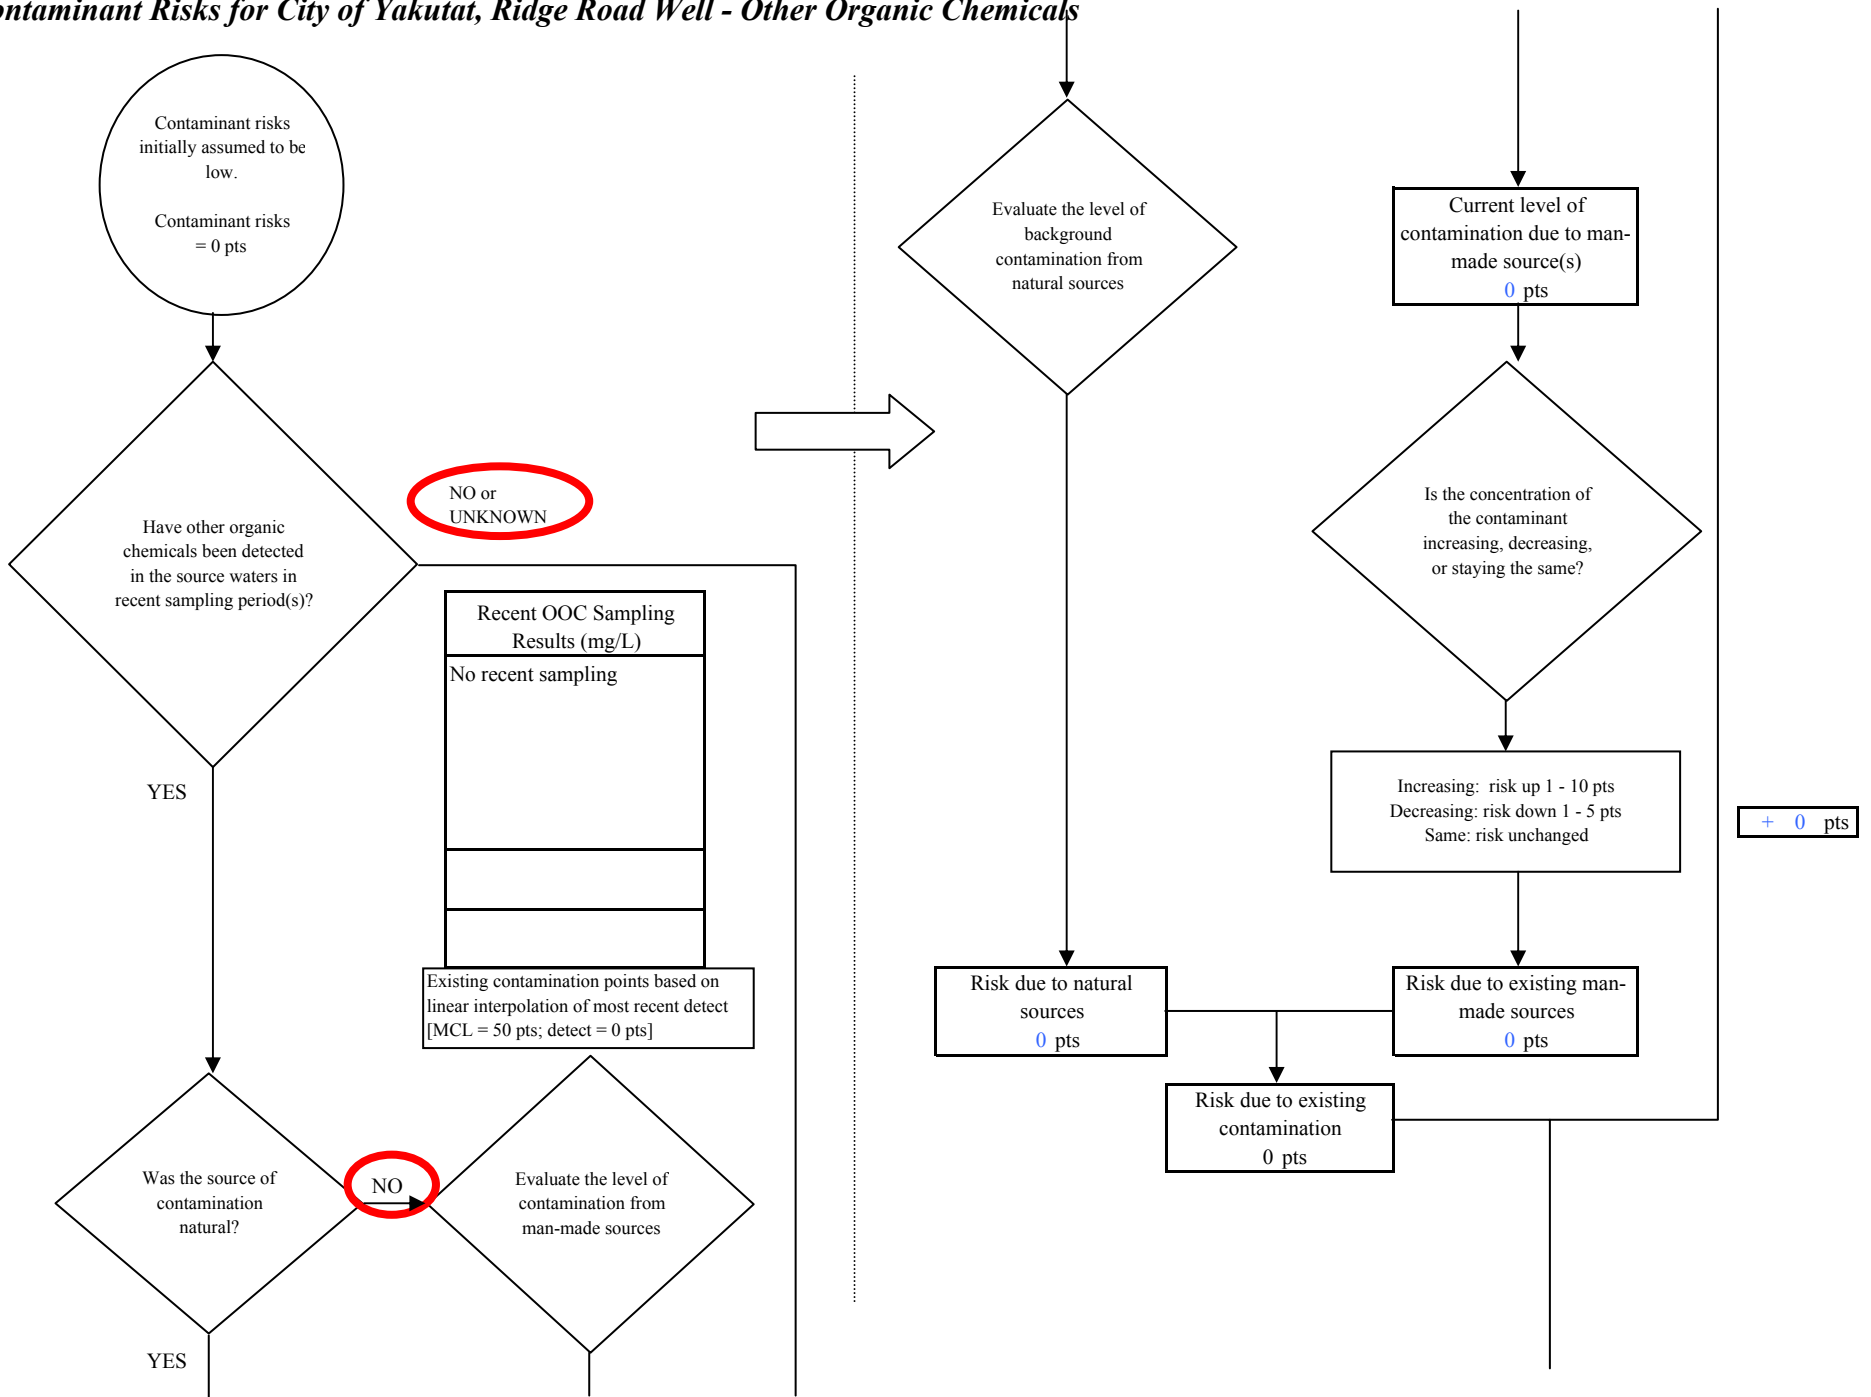 ontaminant Risks for City of Yakutat, Ridge Road Well - Other Organic Chemicals
Contaminant risks
initially assumed to be
low.
Contaminant risks
= 0 pts
Have other organic
chemicals been detected
in the source waters in
recent sampling period(s)?
NO or
UNKNOWN
YES
Recent OOC Sampling
Results (mg/L)
No recent sampling
Existing contamination points based on
linear interpolation of most recent detect
[MCL = 50 pts; detect = 0 pts]
Was the source of
contamination
natural?
NO
YES
Evaluate the level of
contamination from
man-made sources
Evaluate the level of
background
contamination from
natural sources
Current level of
contamination due to man-
made source(s)
0 pts
Is the concentration of
the contaminant
increasing, decreasing,
or staying the same?
Increasing: risk up 1 - 10 pts
Decreasing: risk down 1 - 5 pts
Same: risk unchanged
+ 0 pts
Risk due to natural
sources
0 pts
Risk due to existing man-
made sources
0 pts
Risk due to existing
contamination
0 pts